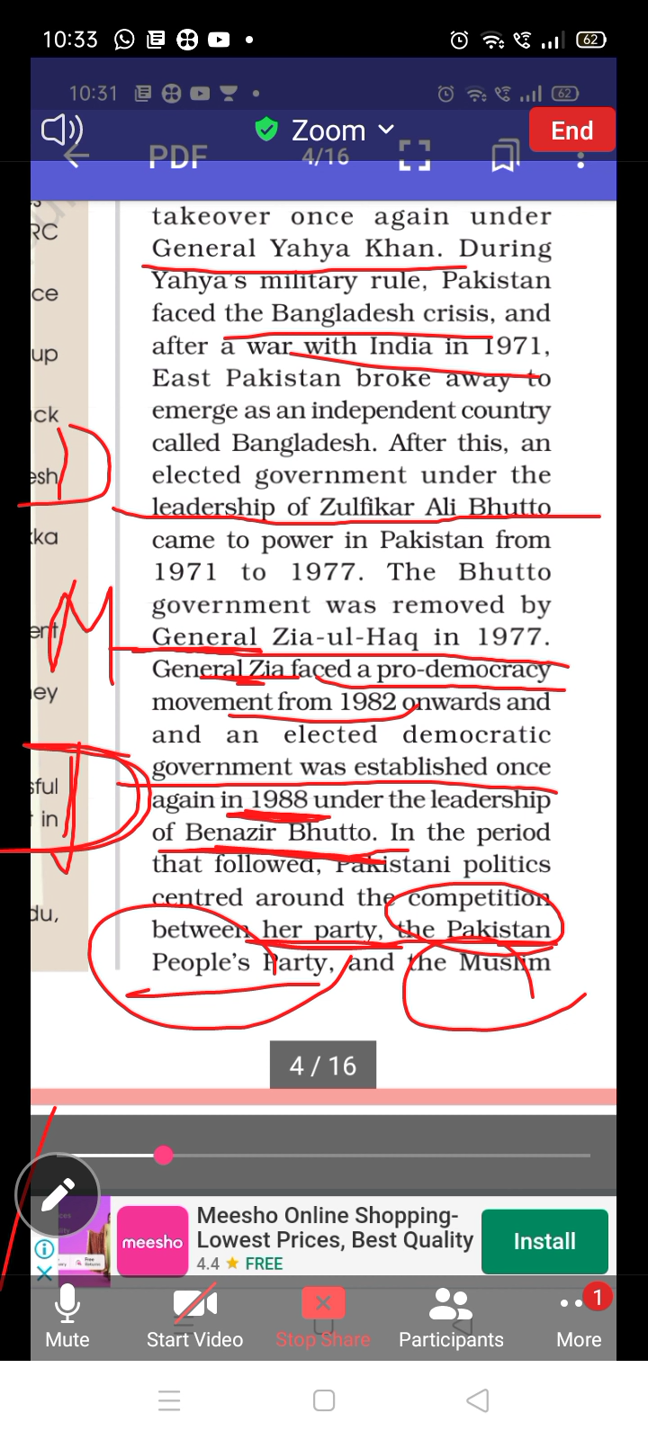 10:33
62
10:31
62
Zoom
End
PDF
4/16
RC
ce
up
ack
esh
kka
ent
ney
sful
in
du,
takeover once again under
General Yahya Khan. During
Yahya's military rule, Pakistan
faced the Bangladesh crisis, and
after a war with India in 1971,
East Pakistan broke away to
emerge as an independent country
called Bangladesh. After this, an
elected government under the
leadership of Zulfikar Ali Bhutto
came to power in Pakistan from
1971 to 1977. The Bhutto
government was removed by
General Zia-ul-Haq in 1977.
General Zia faced a pro-democracy
movement from 1982 onwards and
and an elected democratic
government was established once
again in 1988 under the leadership
of Benazir Bhutto. In the period
that followed, Pakistani politics
centred around the competition
between her party, the Pakistan
People's Party, and the Muslim
D
M
D
4 / 16
meesho
Meesho Online Shopping-
Lowest Prices, Best Quality
4.4 ★ FREE
Install
1
Mute
Start Video
Stop Share
Participants
More